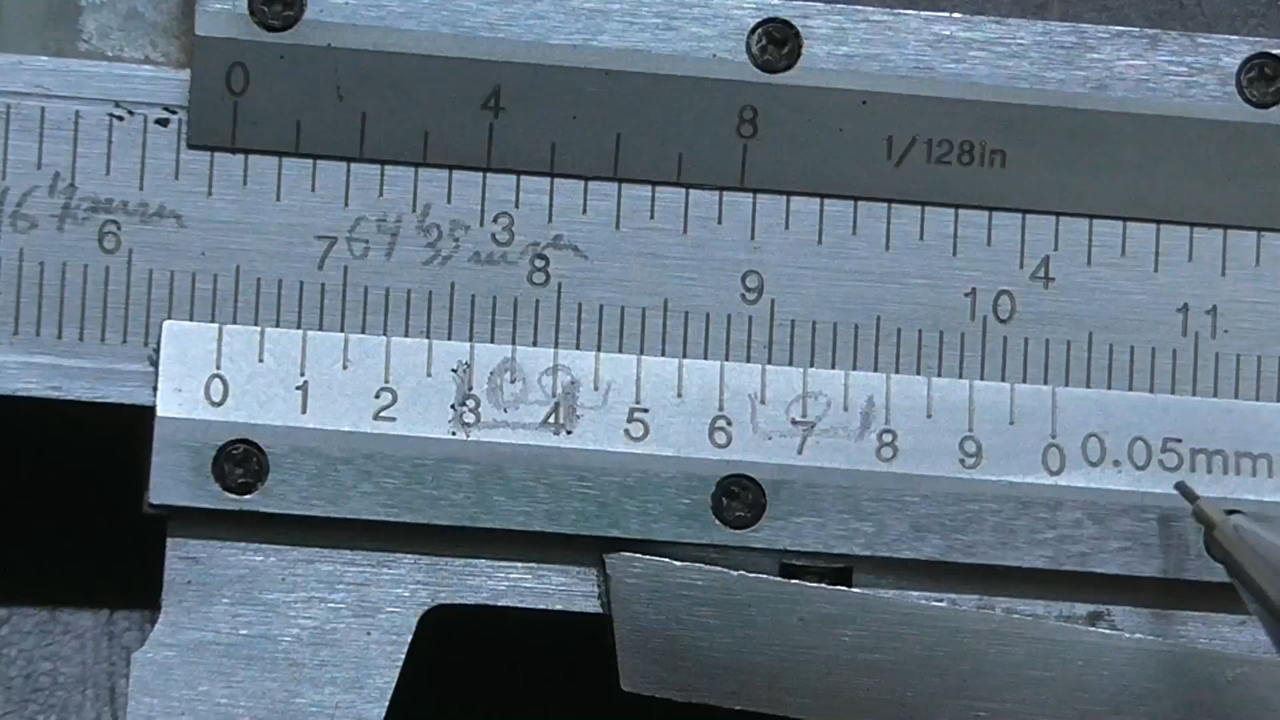 0 4 8 1/128in
3 4
6 7 8 9 10 11
0 1 2 3 4 5 6 7 8 9 0 0.05mm